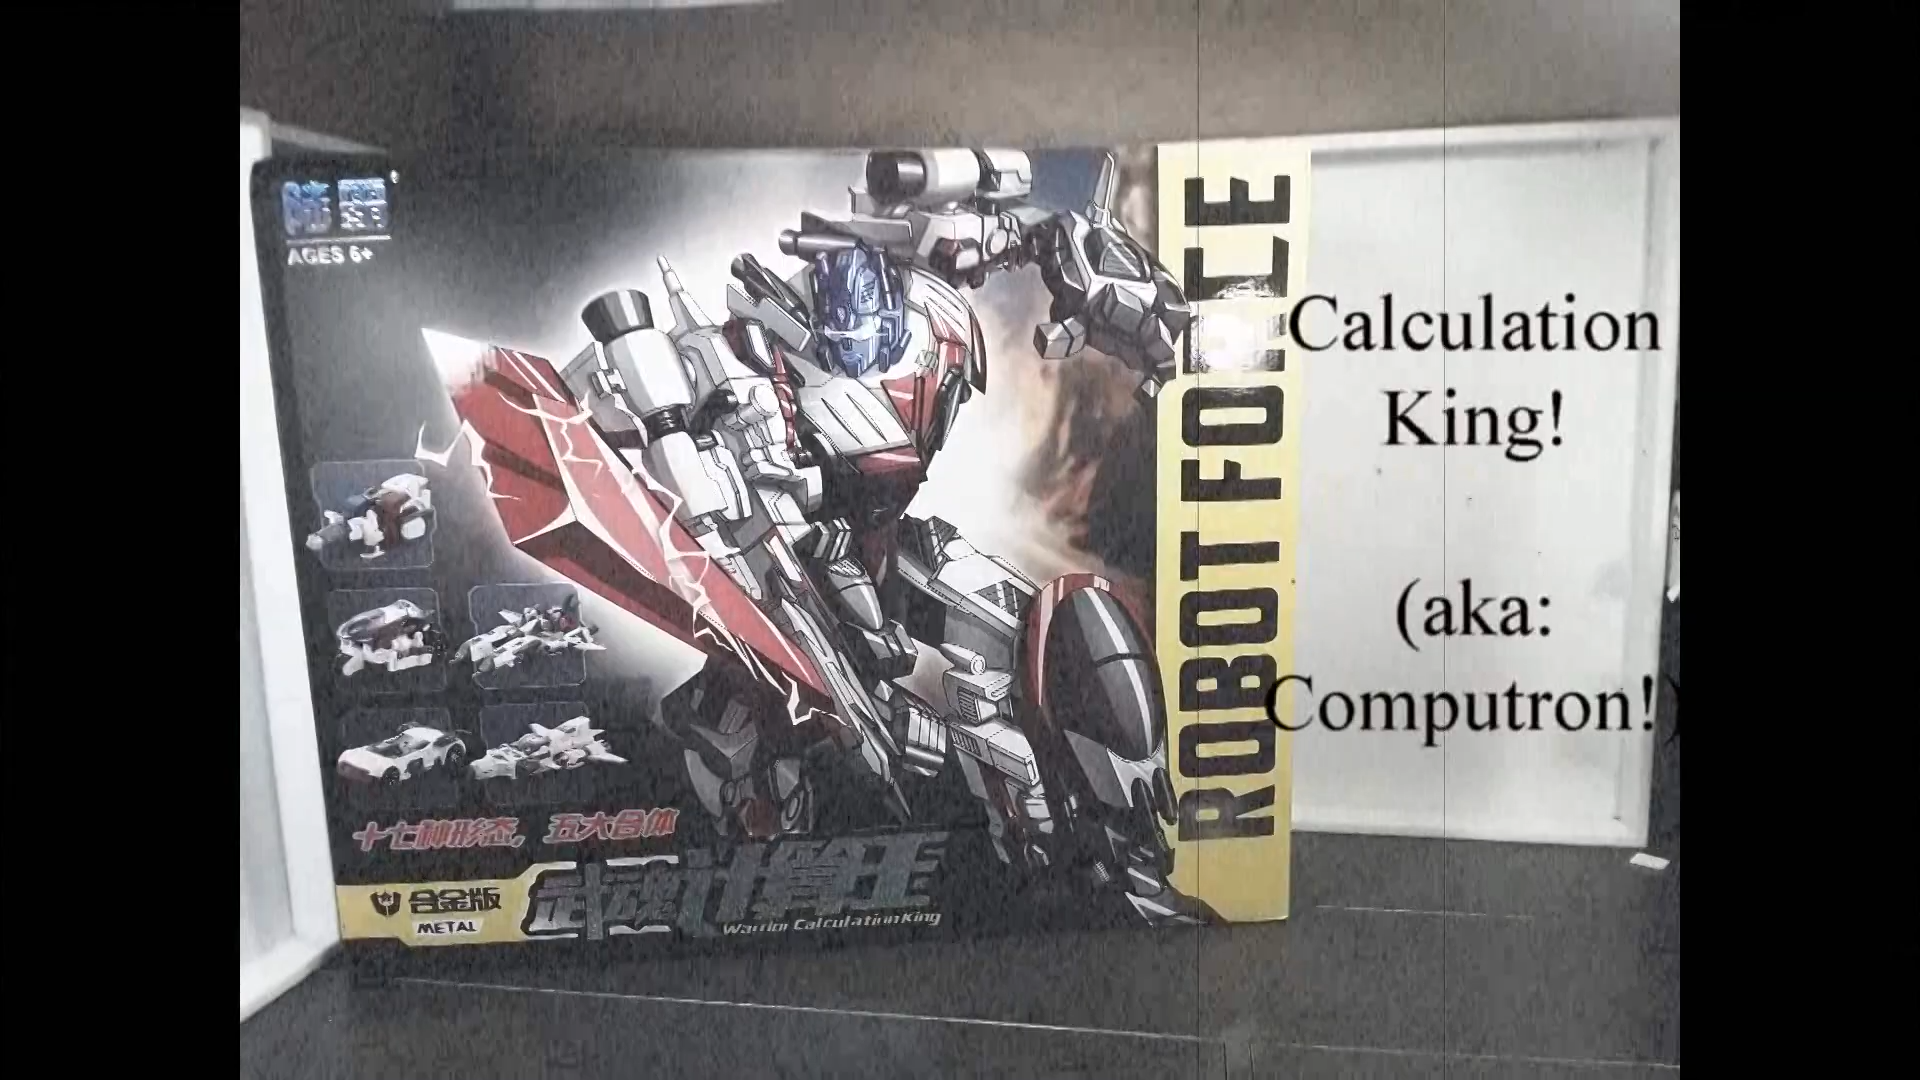 AGES 6+
ROBOT FORCE
Calculation
King!
(aka:
Computron!)
十七种形态，五大合体
合金版
METAL
武魂计算王
Warrior Calculation King